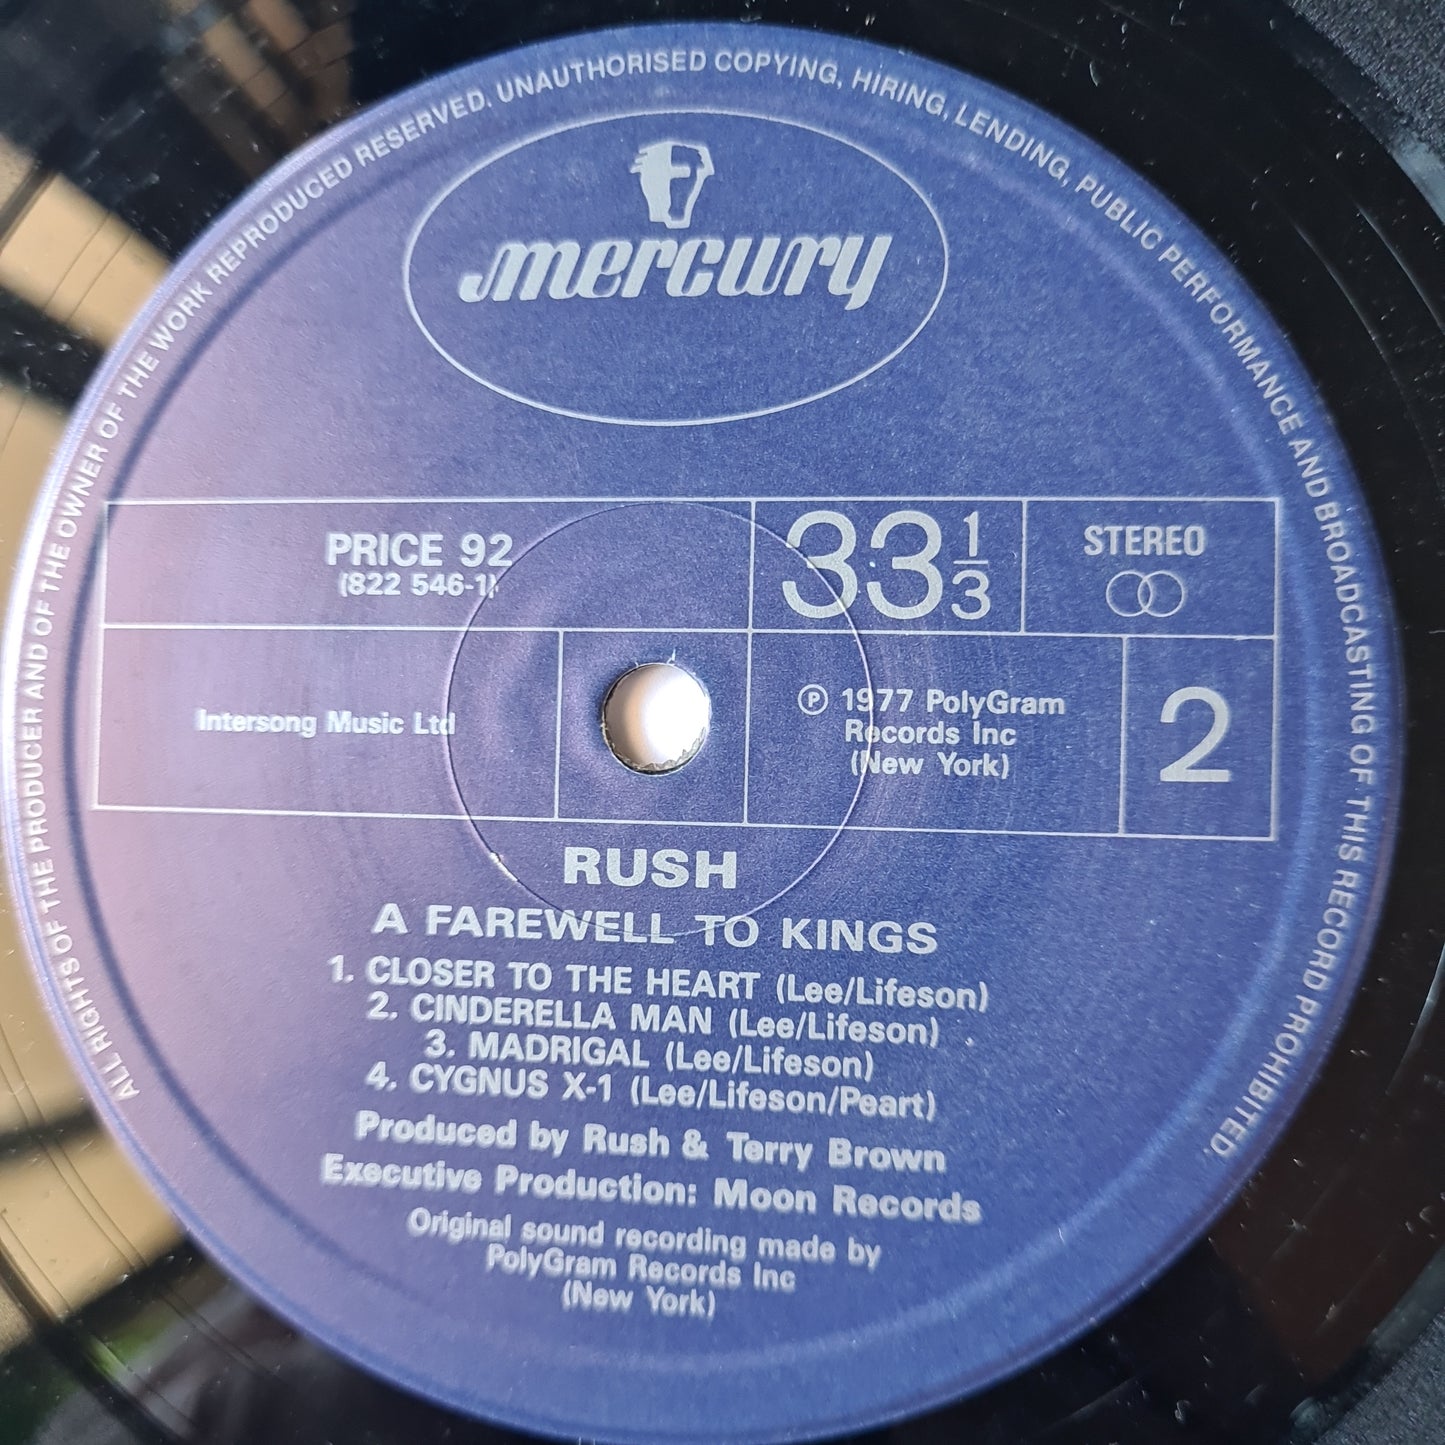 ALL RIGHTS OF THE PRODUCER AND OF THE OWNER OF THE WORK REPRODUCED RESERVED. UNAUTHORISED COPYING, HIRING, LENDING, PUBLIC PERFORMANCE AND BROADCASTING OF THIS RECORD PROHIBITED.
mercury
PRICE 92
(822 546-1)
33 1/3
STEREO
Intersong Music Ltd
℗ 1977 PolyGram
Records Inc
(New York)
2
RUSH
A FAREWELL TO KINGS
1. CLOSER TO THE HEART (Lee/Lifeson)
2. CINDERELLA MAN (Lee/Lifeson)
3. MADRIGAL (Lee/Lifeson)
4. CYGNUS X-1 (Lee/Lifeson/Peart)
Produced by Rush & Terry Brown
Executive Production: Moon Records
Original sound recording made by
PolyGram Records Inc
(New York)